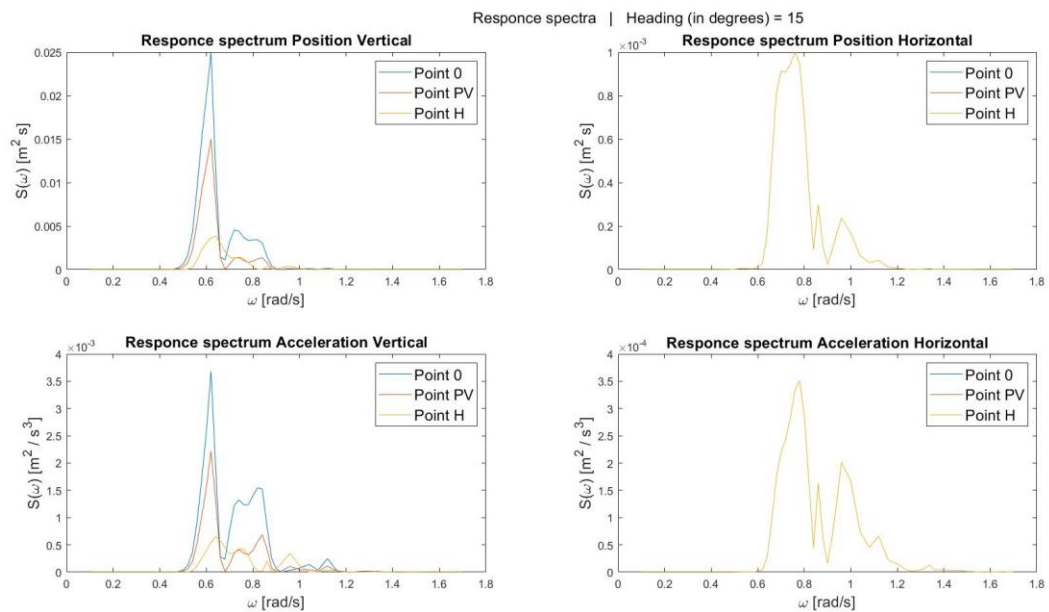 Responce spectra | Heading (in degrees) = 15
Responce spectrum Position Vertical
0.025
0.02
0.015
0.01
0.005
0
S(ω) [m² s]
Point 0
Point PV
Point H
0 0.2 0.4 0.6 0.8 1 1.2 1.4 1.6 1.8
ω [rad/s]
Responce spectrum Position Horizontal
×10⁻³
1
0.8
0.6
0.4
0.2
0
S(ω) [m² s]
Point 0
Point PV
Point H
0 0.2 0.4 0.6 0.8 1 1.2 1.4 1.6 1.8
ω [rad/s]
Responce spectrum Acceleration Vertical
×10⁻³
4
3.5
3
2.5
2
1.5
1
0.5
0
S(ω) [m² / s³]
Point 0
Point PV
Point H
0 0.2 0.4 0.6 0.8 1 1.2 1.4 1.6 1.8
ω [rad/s]
Responce spectrum Acceleration Horizontal
×10⁻⁴
4
3.5
3
2.5
2
1.5
1
0.5
0
S(ω) [m² / s³]
Point 0
Point PV
Point H
0 0.2 0.4 0.6 0.8 1 1.2 1.4 1.6 1.8
ω [rad/s]